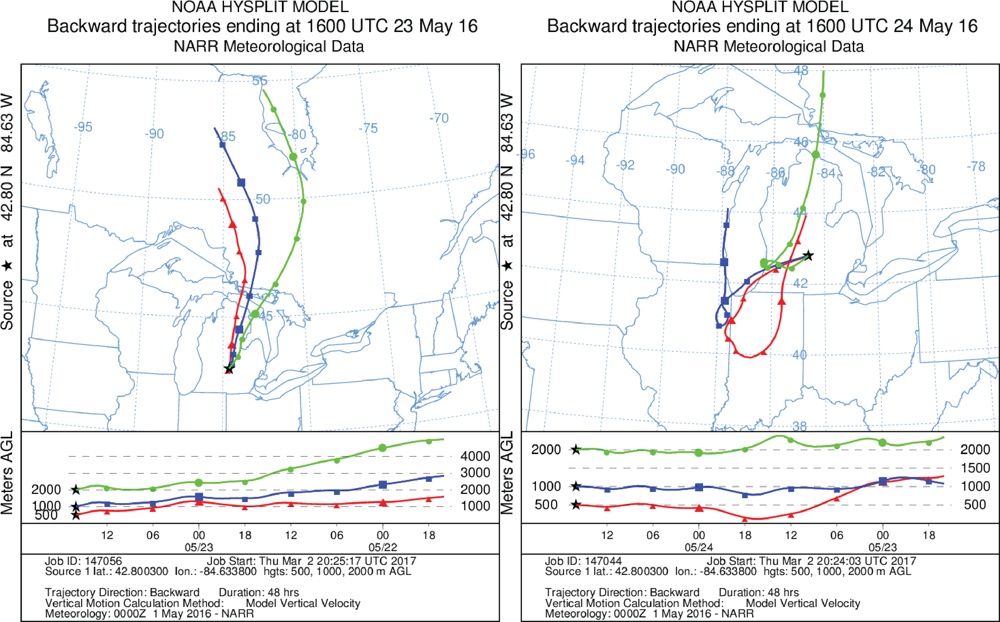 NOAA HYSPLIT MODEL
Backward trajectories ending at 1600 UTC 23 May 16
NARR Meteorological Data
Source ★ at 42.80 N 84.63 W
55
-95
-90
-85
-80
-75
-70
50
45
Meters AGL
4000
3000
2000
2000
1000
1000
500
12 06 00 18 12 06 00 18
05/23 05/22
Job ID: 147056 Job Start: Thu Mar 2 20:25:17 UTC 2017
Source 1 lat.: 42.800300 lon.: -84.633800 hgts: 500, 1000, 2000 m AGL
Trajectory Direction: Backward Duration: 48 hrs
Vertical Motion Calculation Method: Model Vertical Velocity
Meteorology: 0000Z 1 May 2016 - NARR
NOAA HYSPLIT MODEL
Backward trajectories ending at 1600 UTC 24 May 16
NARR Meteorological Data
Source ★ at 42.80 N 84.63 W
48
46
-96
-94
-92
-90
-88
-86
-84
-82
-80
-78
44
42
40
38
Meters AGL
2000 2000
1500
1000 1000
500 500
12 06 00 18 12 06 00 18
05/24 05/23
Job ID: 147044 Job Start: Thu Mar 2 20:24:03 UTC 2017
Source 1 lat.: 42.800300 lon.: -84.633800 hgts: 500, 1000, 2000 m AGL
Trajectory Direction: Backward Duration: 48 hrs
Vertical Motion Calculation Method: Model Vertical Velocity
Meteorology: 0000Z 1 May 2016 - NARR